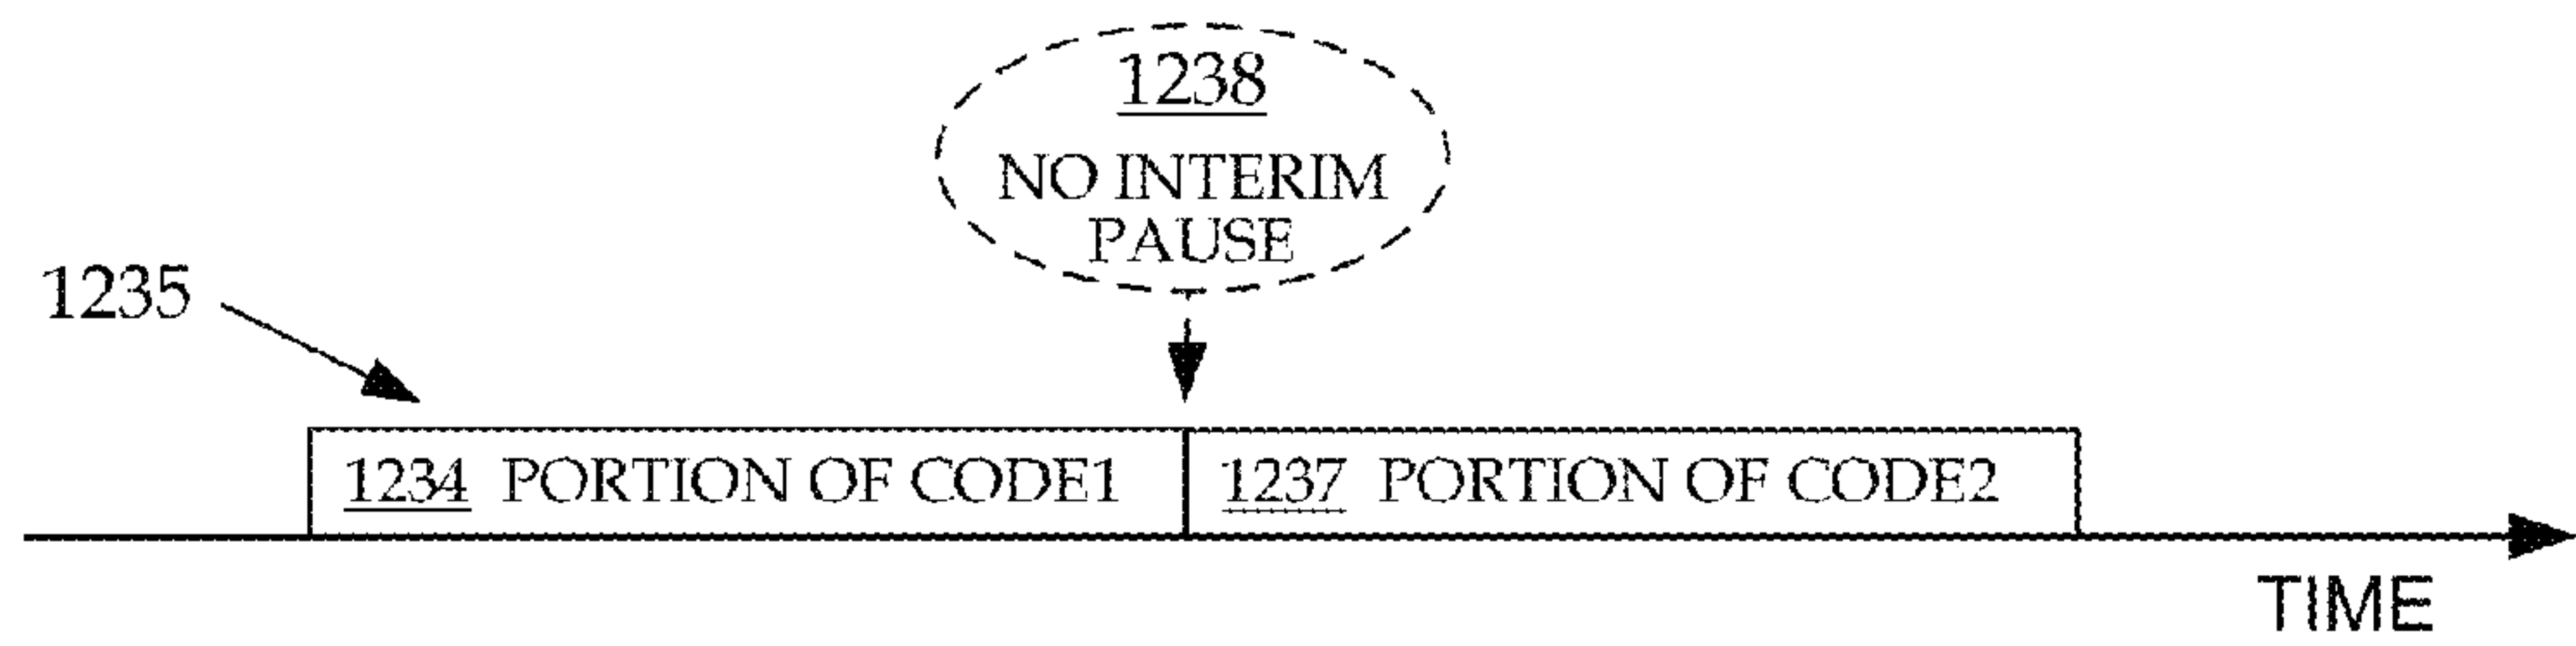 1238
NO INTERIM
PAUSE
1235
1234 PORTION OF CODE1
1237 PORTION OF CODE2
TIME